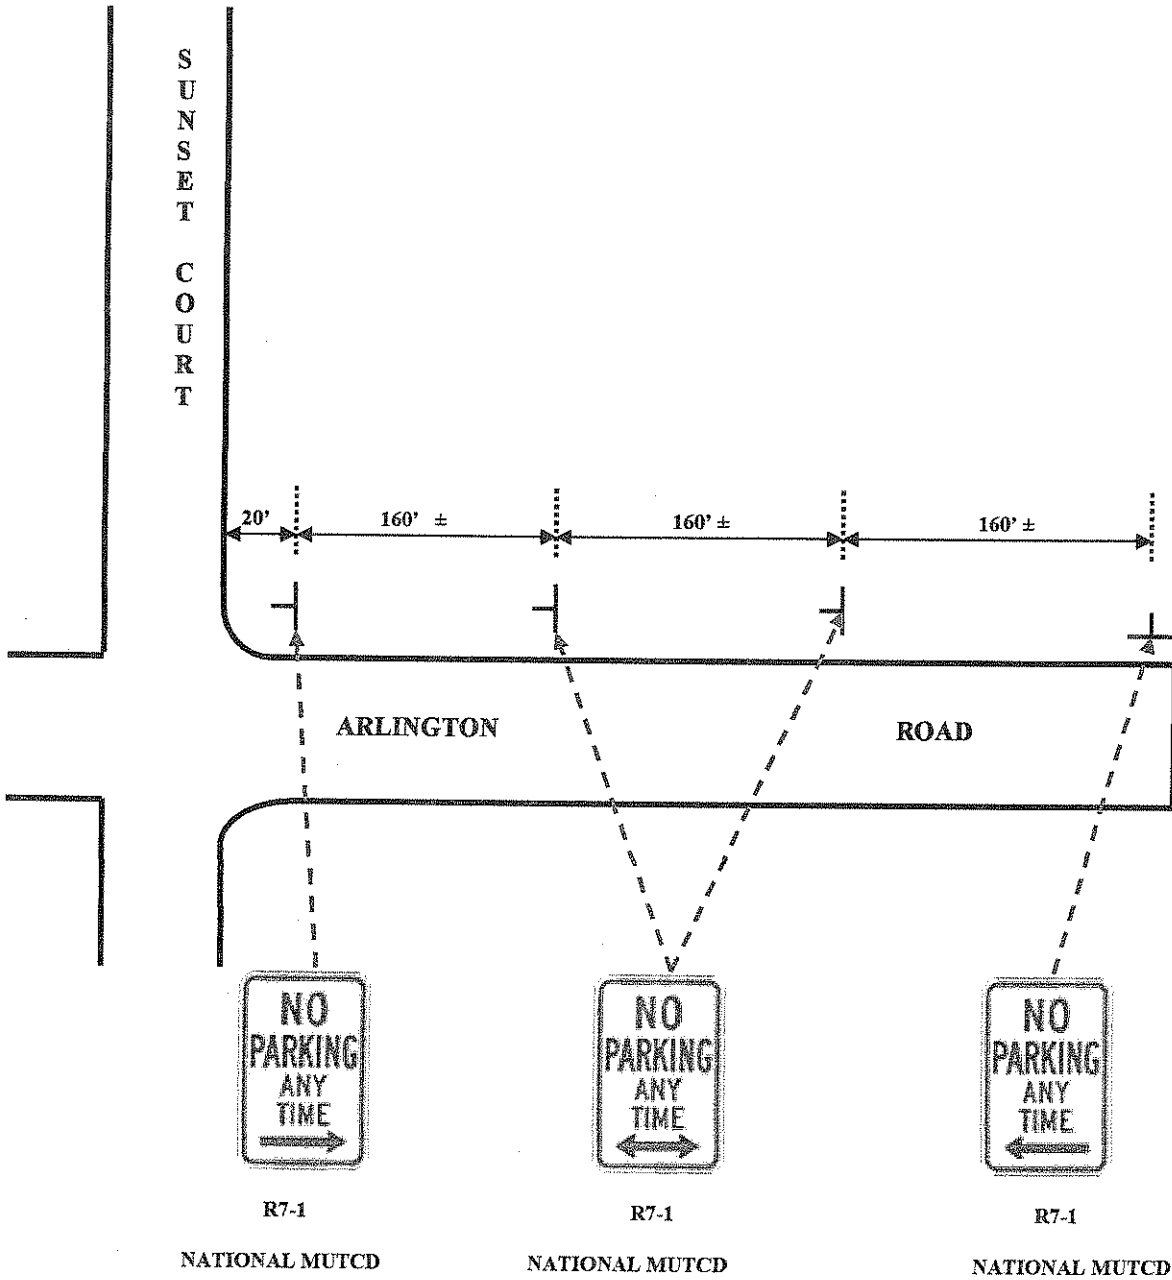 SUNSET COURT
20'
160' ±
160' ±
160' ±
ARLINGTON ROAD
NO
PARKING
ANY
TIME
NO
PARKING
ANY
TIME
NO
PARKING
ANY
TIME
R7-1
R7-1
R7-1
NATIONAL MUTCD
NATIONAL MUTCD
NATIONAL MUTCD